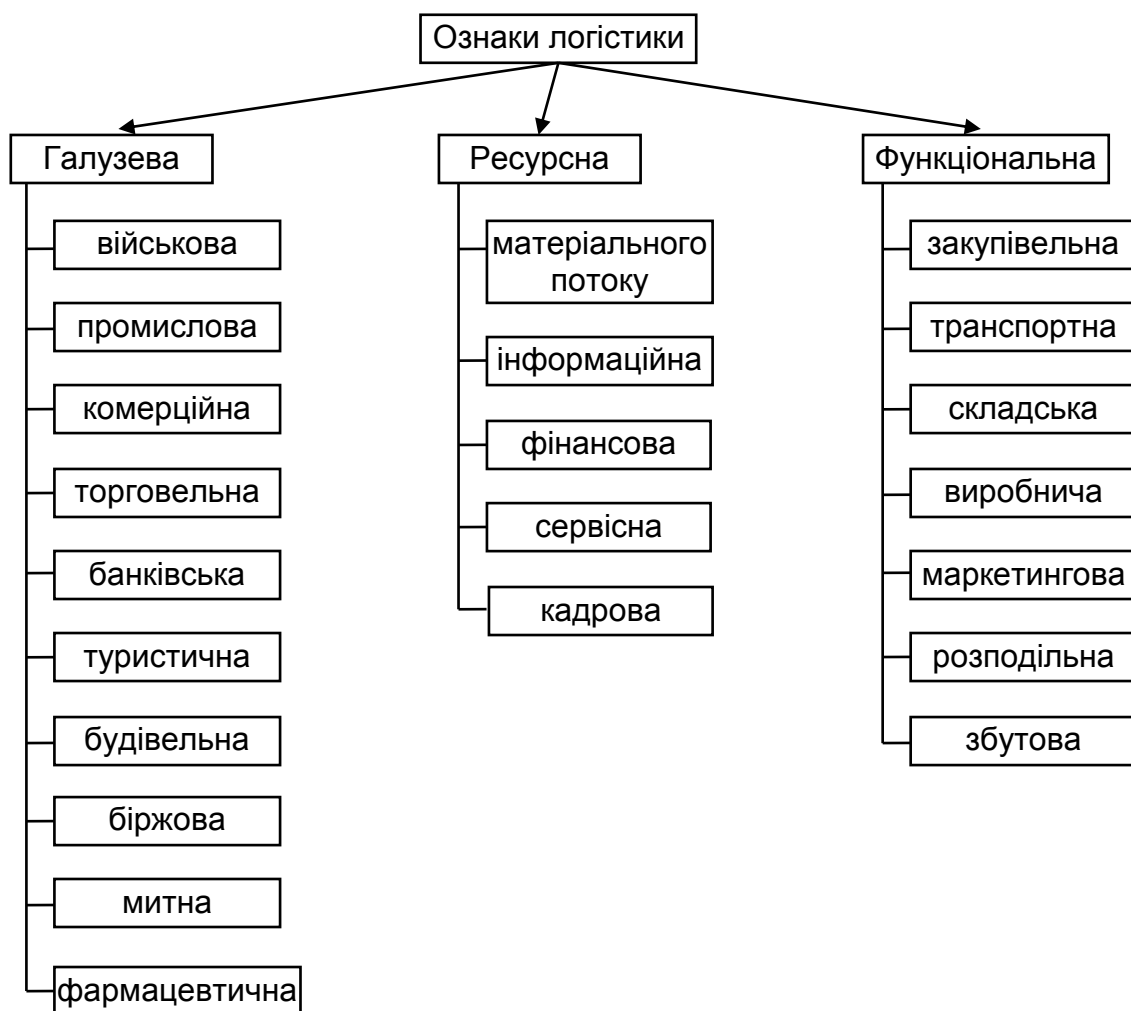 Ознаки логістики
Галузева
військова
промислова
комерційна
торговельна
банківська
туристична
будівельна
біржова
митна
фармацевтична
Ресурсна
матеріального
потоку
інформаційна
фінансова
сервісна
кадрова
Функціональна
закупівельна
транспортна
складська
виробнича
маркетингова
розподільна
збутова